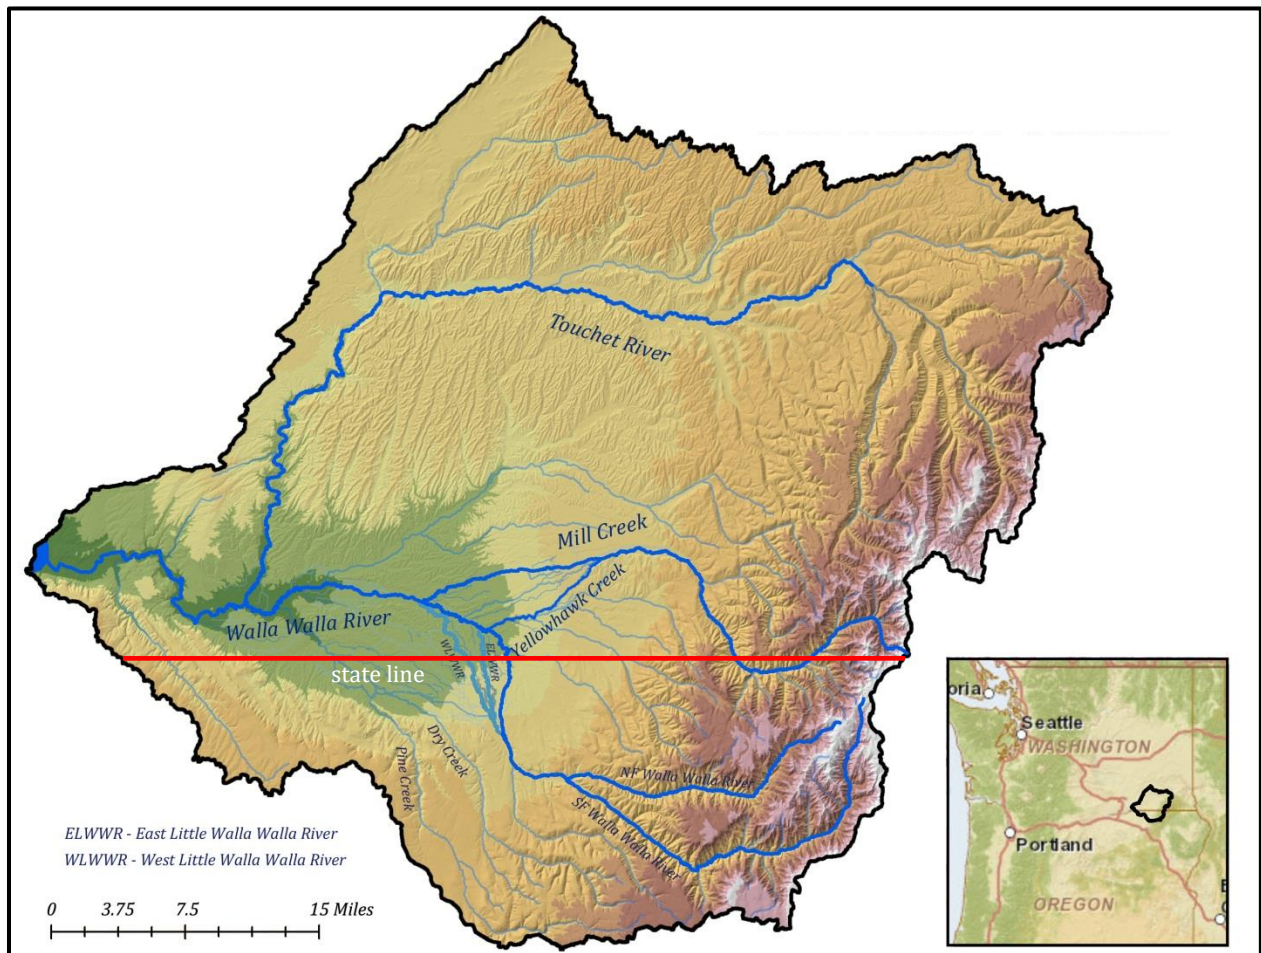 Touchet River
Mill Creek
Yellowhawk Creek
Walla Walla River
WLWWR
ELWWR
state line
Dry Creek
Pine Creek
NF Walla Walla River
SF Walla Walla River
ELWWR - East Little Walla Walla River
WLWWR - West Little Walla Walla River
0 3.75 7.5 15 Miles
oria
Seattle
WASHINGTON
Portland
OREGON